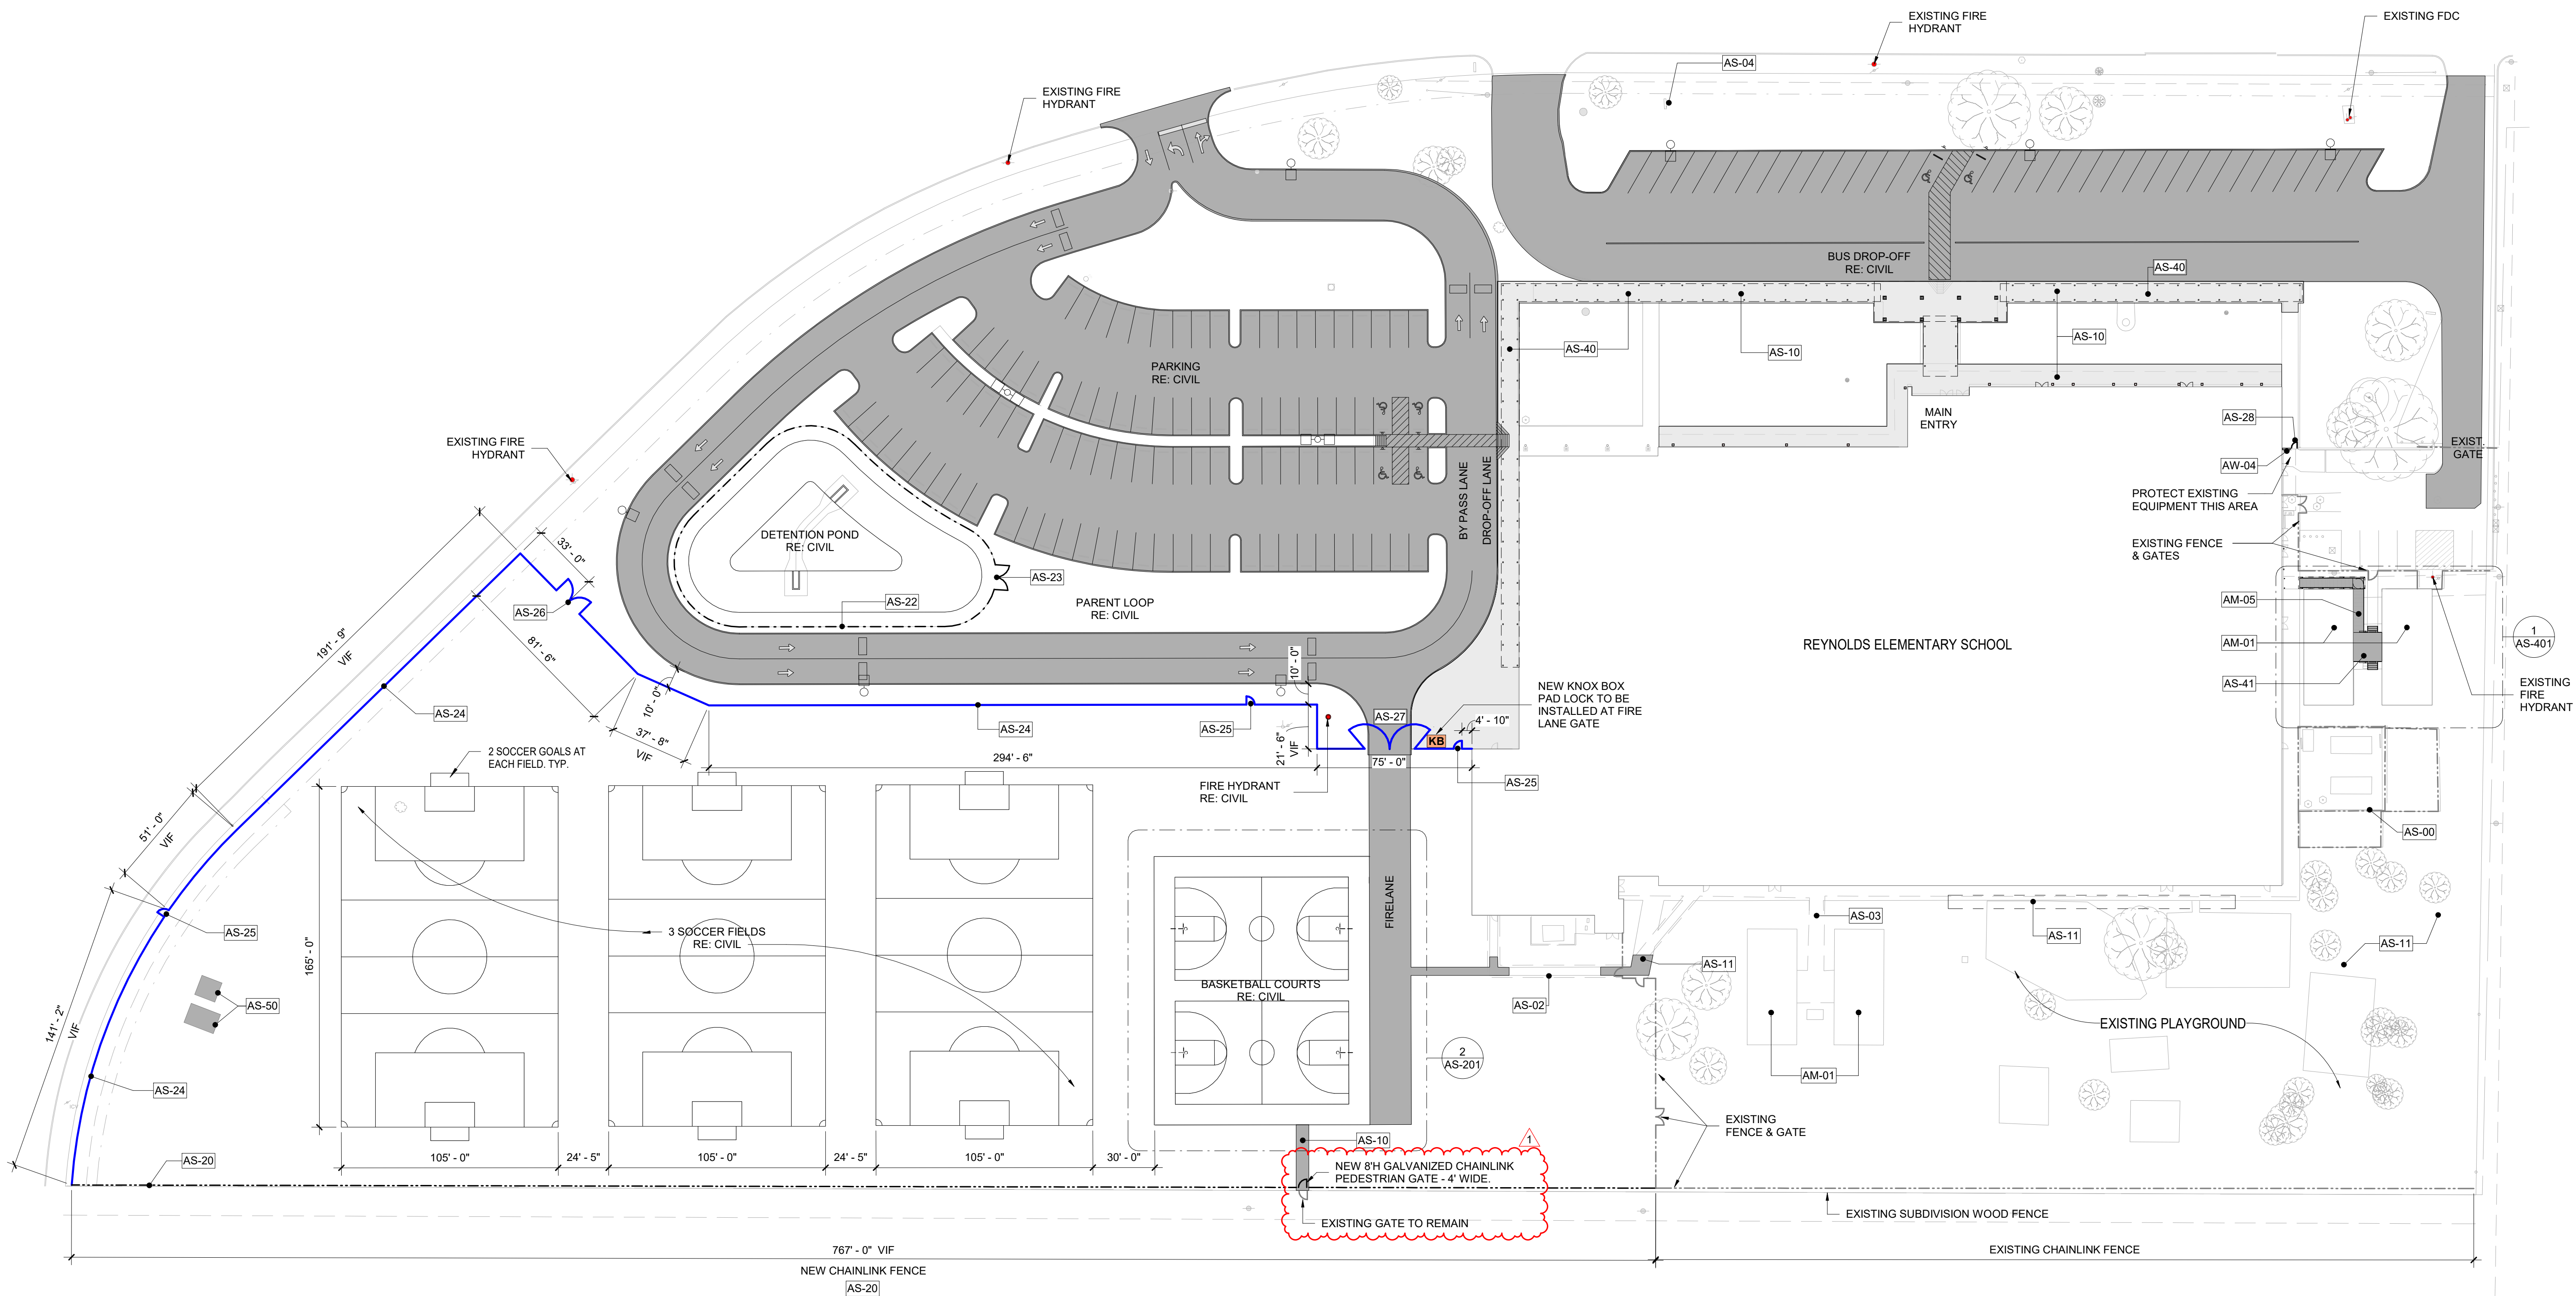 EXISTING FIRE
HYDRANT
EXISTING FDC
AS-04
EXISTING FIRE
HYDRANT
BUS DROP-OFF
RE: CIVIL
AS-40
AS-40
AS-10
AS-10
PARKING
RE: CIVIL
MAIN
ENTRY
AS-28
EXIST.
GATE
AW-04
PROTECT EXISTING
EQUIPMENT THIS AREA
EXISTING FIRE
HYDRANT
BY PASS LANE
DROP-OFF LANE
DETENTION POND
RE: CIVIL
EXISTING FENCE
& GATES
33' - 0"
AS-23
AS-26
AS-22
PARENT LOOP
RE: CIVIL
AM-05
AM-01
AS-41
1
AS-401
EXISTING
FIRE
HYDRANT
REYNOLDS ELEMENTARY SCHOOL
191' - 9"
VIF
81' - 6"
10' - 0"
10' - 0"
NEW KNOX BOX
PAD LOCK TO BE
INSTALLED AT FIRE
LANE GATE
AS-24
AS-24
AS-25
AS-27
4' - 10"
KB
37' - 8"
VIF
21' - 6"
VIF
2 SOCCER GOALS AT
EACH FIELD. TYP.
294' - 6"
75' - 0"
AS-25
FIRE HYDRANT
RE: CIVIL
51' - 0"
VIF
AS-00
FIRELANE
AS-25
3 SOCCER FIELDS
RE: CIVIL
AS-03
AS-11
AS-11
AS-11
165' - 0"
BASKETBALL COURTS
RE: CIVIL
AS-02
AS-50
141' - 2"
VIF
EXISTING PLAYGROUND
2
AS-201
AM-01
AS-24
EXISTING
FENCE & GATE
AS-10
1
AS-20
105' - 0"
24' - 5"
105' - 0"
24' - 5"
105' - 0"
30' - 0"
NEW 8'H GALVANIZED CHAINLINK
PEDESTRIAN GATE - 4' WIDE.
EXISTING GATE TO REMAIN
EXISTING SUBDIVISION WOOD FENCE
767' - 0" VIF
EXISTING CHAINLINK FENCE
NEW CHAINLINK FENCE
AS-20